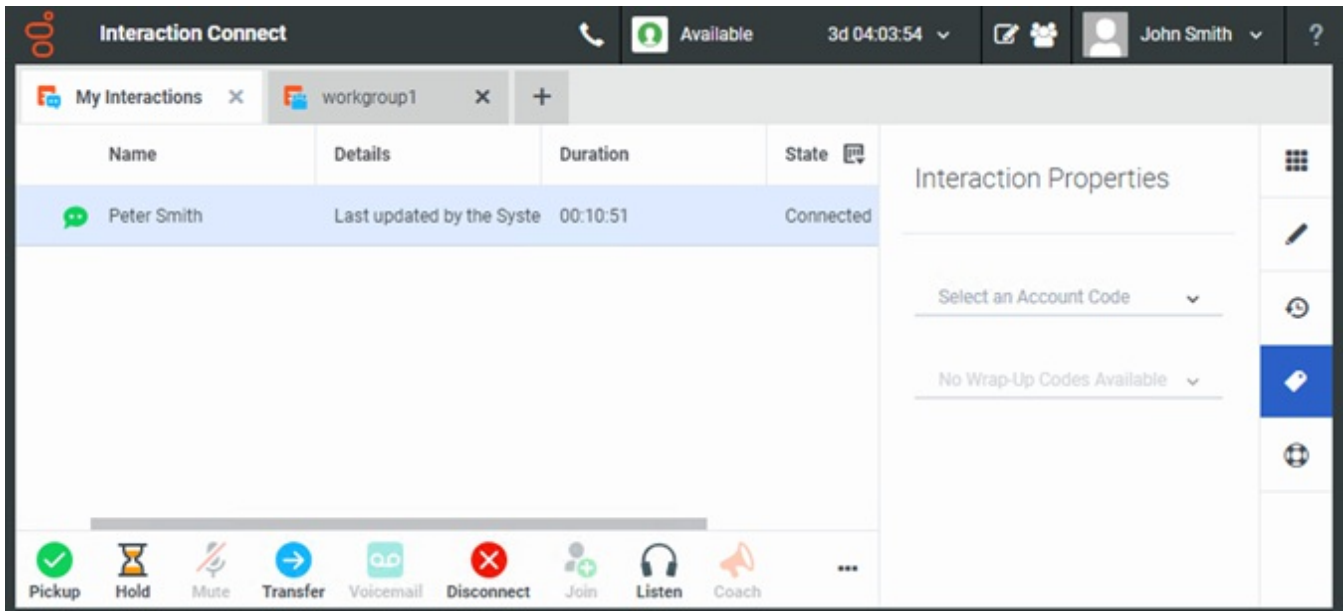 Interaction Connect Available 3d 04:03:54 John Smith ?
My Interactions workgroup1
Name Details Duration State
Interaction Properties
Peter Smith Last updated by the Syste 00:10:51 Connected
Select an Account Code
No Wrap-Up Codes Available
Pickup Hold Mute Transfer Voicemail Disconnect Join Listen Coach